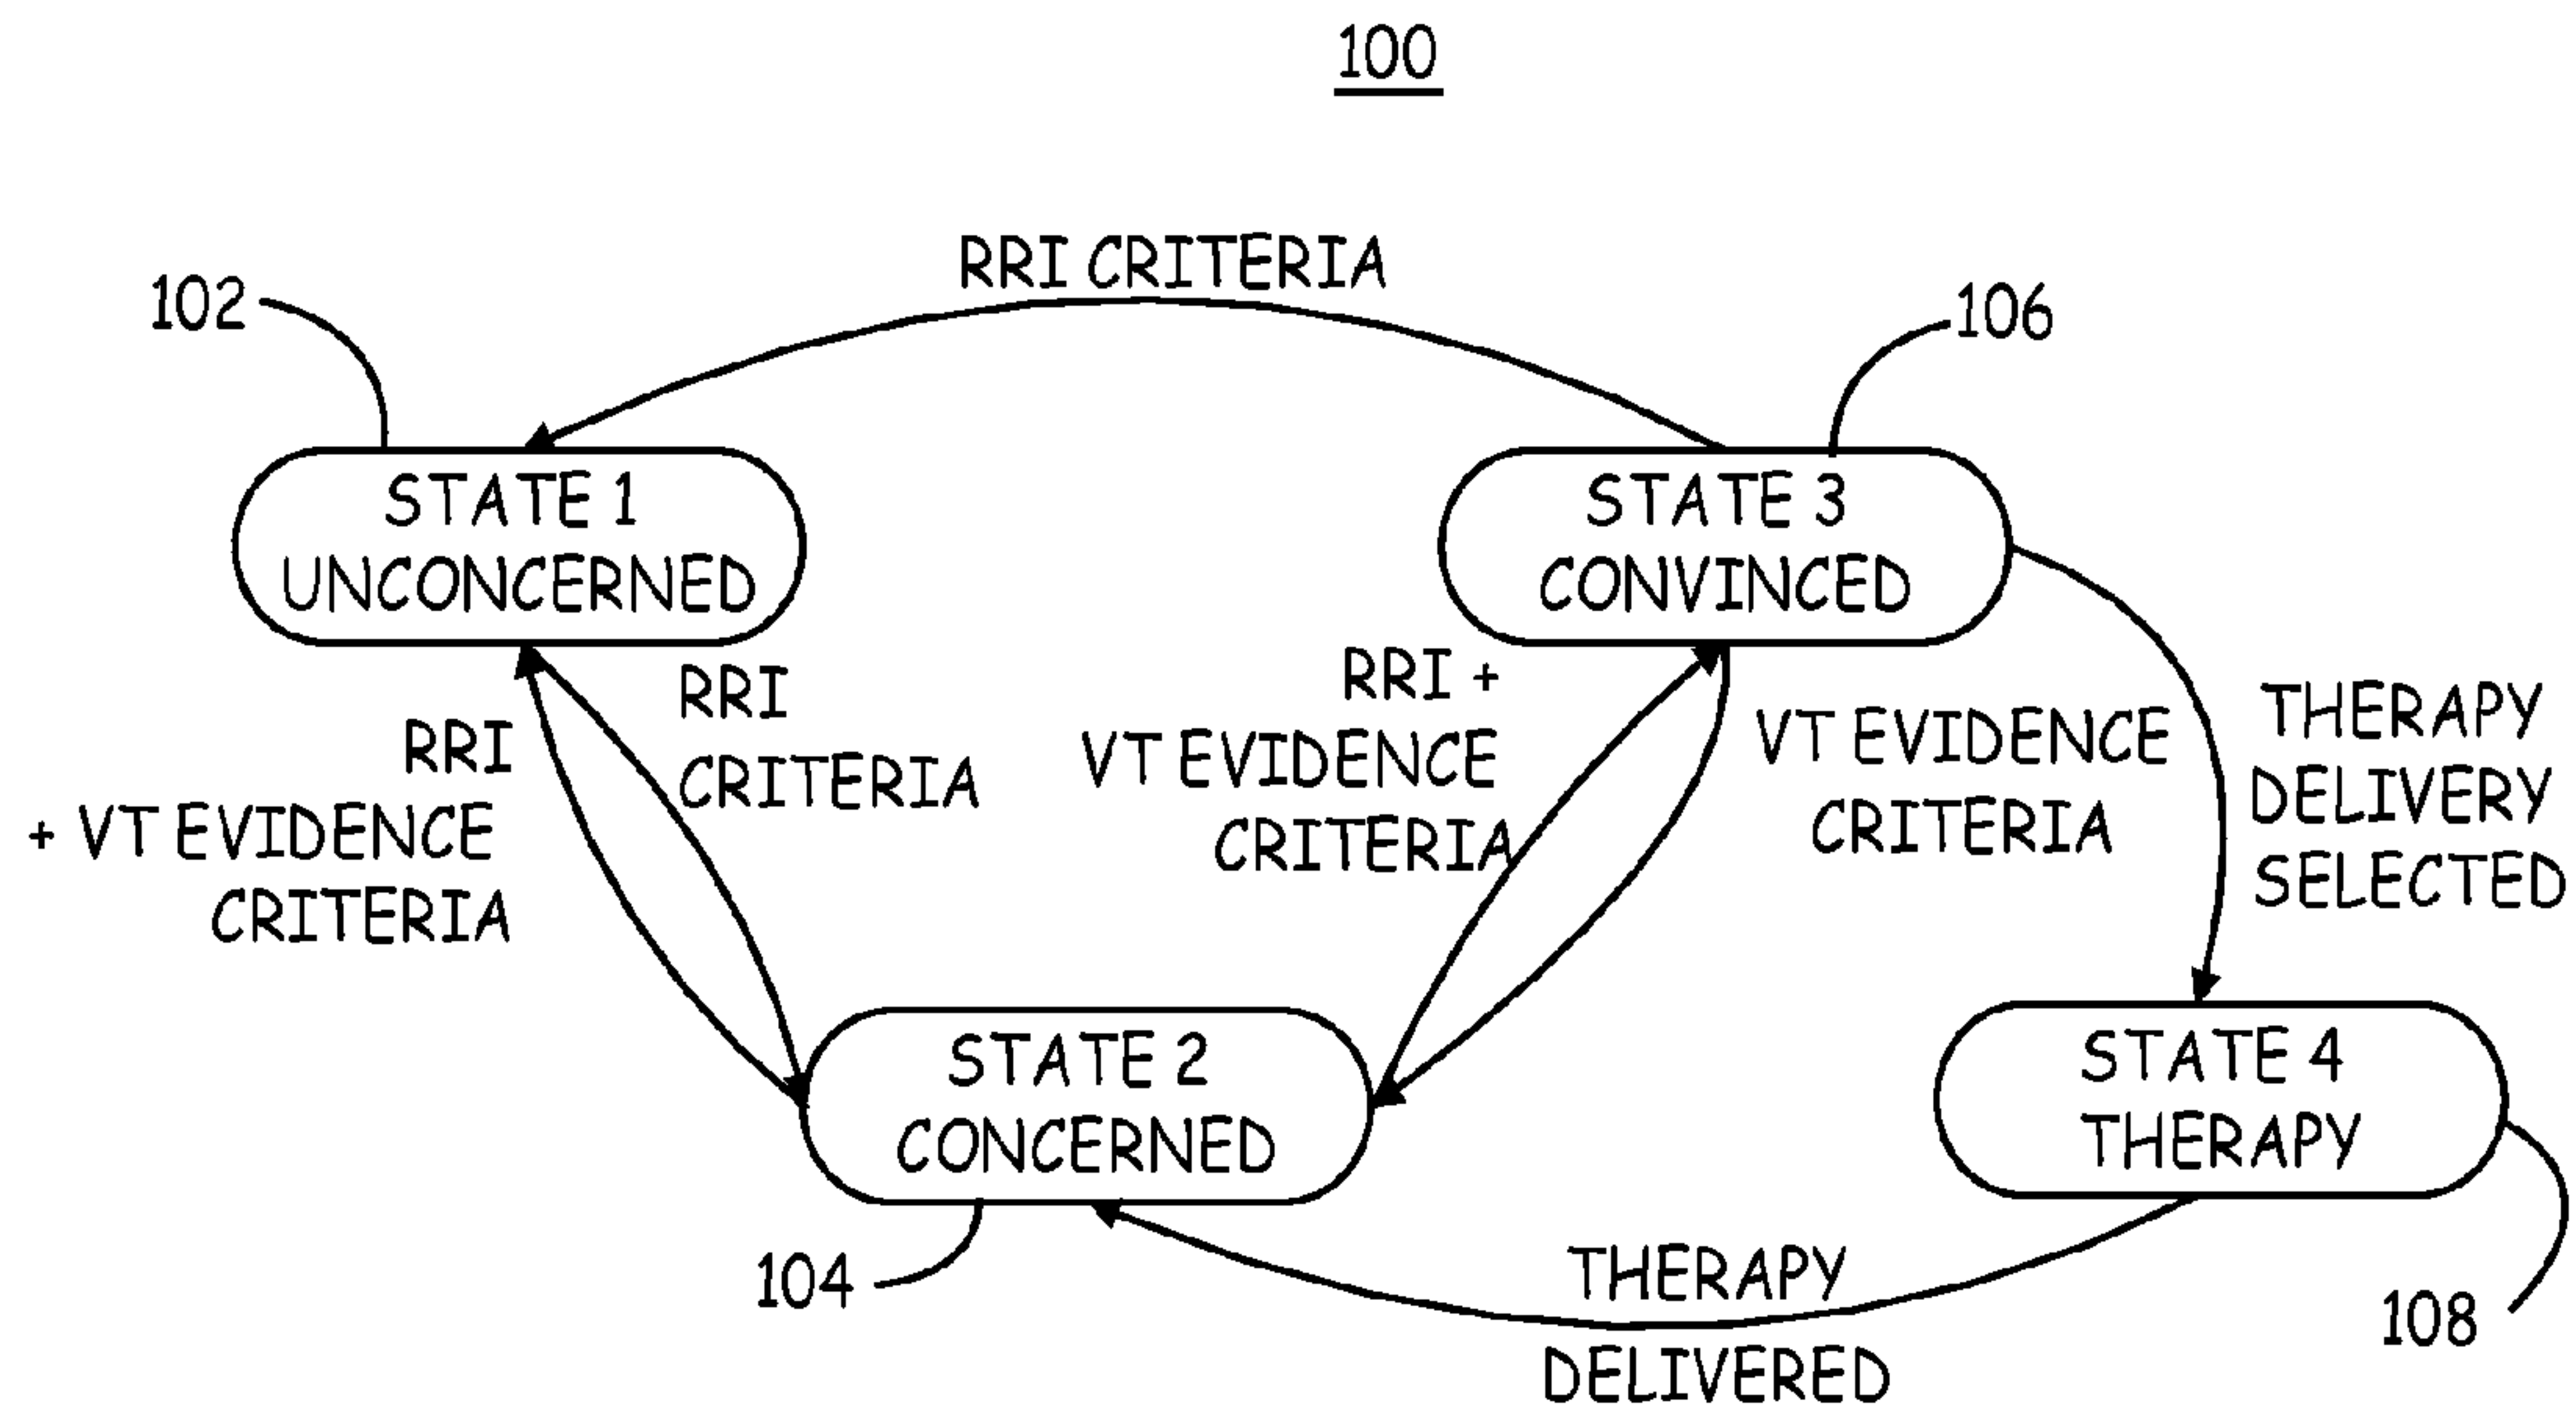 100
RRI CRITERIA
102
106
STATE 1
UNCONCERNED
STATE 3
CONVINCED
RRI
+ VT EVIDENCE
CRITERIA
RRI
CRITERIA
RRI +
VT EVIDENCE
CRITERIA
VT EVIDENCE
CRITERIA
THERAPY
DELIVERY
SELECTED
STATE 2
CONCERNED
STATE 4
THERAPY
104
THERAPY
DELIVERED
108